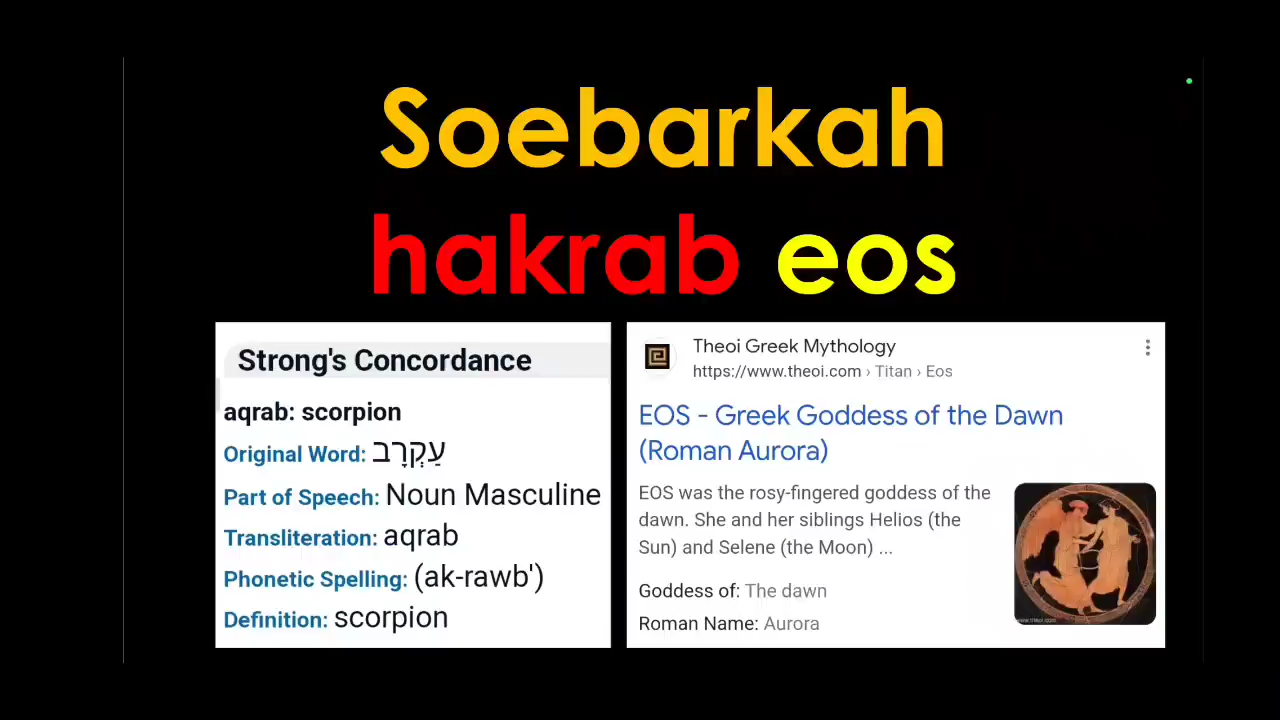 Soebarkah
hakrab eos
Strong's Concordance
aqrab: scorpion
Original Word: עַקְרָב
Part of Speech: Noun Masculine
Transliteration: aqrab
Phonetic Spelling: (ak-rawb')
Definition: scorpion
Theoi Greek Mythology
https://www.theoi.com › Titan › Eos
EOS - Greek Goddess of the Dawn
(Roman Aurora)
EOS was the rosy-fingered goddess of the
dawn. She and her siblings Helios (the
Sun) and Selene (the Moon) ...
Goddess of: The dawn
Roman Name: Aurora